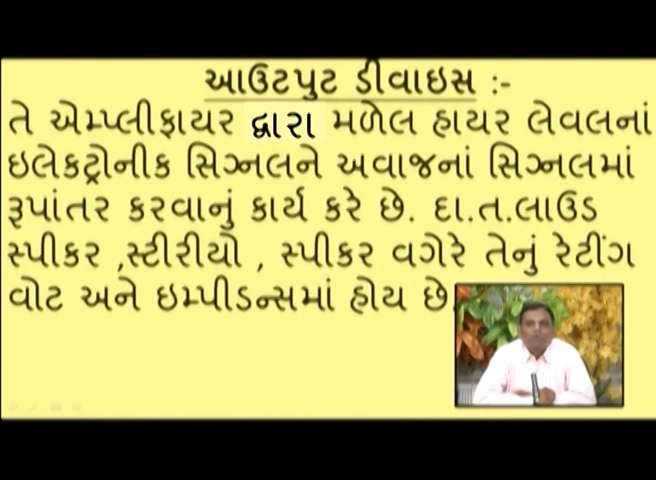 આઉટપુટ ડીવાઇસ :-
તે એમ્પ્લીફાયર દ્વારા મળેલ હાયર લેવલનાં
ઇલેકટ્રોનીક સિગ્નલને અવાજનાં સિગ્નલમાં
રૂપાંતર કરવાનું કાર્ય કરે છે. દા.ત.લાઉડ
સ્પીકર ,સ્ટીરીયો , સ્પીકર વગેરે તેનું રેટીંગ
વોટ અને ઇમ્પીડન્સમાં હોય છે